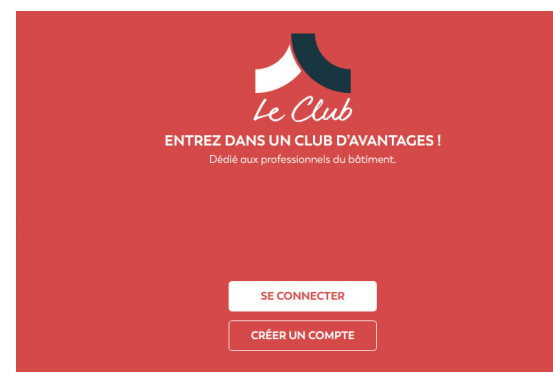 Le Club
ENTREZ DANS UN CLUB D'AVANTAGES !
Dédié aux professionnels du bâtiment.
SE CONNECTER
CRÉER UN COMPTE